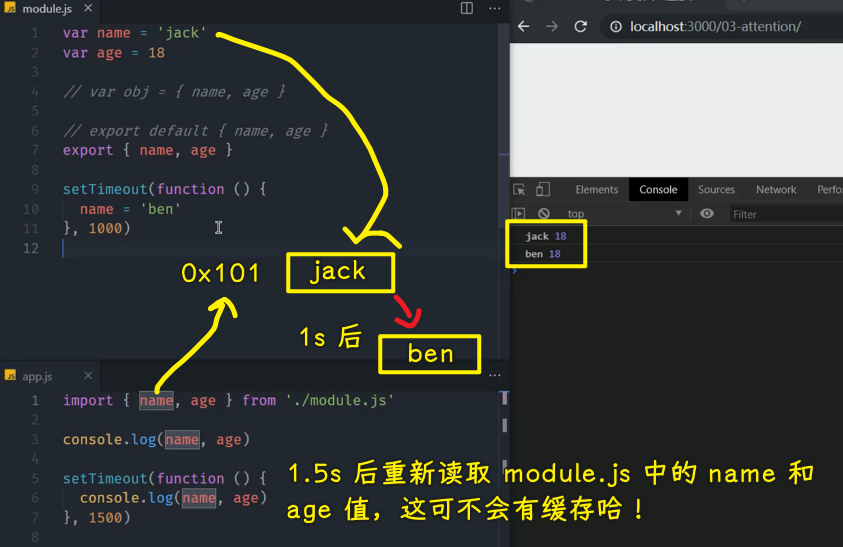 module.js
1 var name = 'jack'
2 var age = 18
3
4 // var obj = { name, age }
5
6 // export default { name, age }
7 export { name, age }
8
9 setTimeout(function () {
10 name = 'ben'
11 }, 1000)
12
0x101 jack
1s 后 ben
app.js
1 import { name, age } from './module.js'
2
3 console.log(name, age)
4
5 setTimeout(function () {
6 console.log(name, age)
7 }, 1500)
8
1.5s 后重新读取 module.js 中的 name 和
age 值，这可不会有缓存哈！
localhost:3000/03-attention/
Elements Console Sources Network Perfo
top Filter
jack 18
ben 18